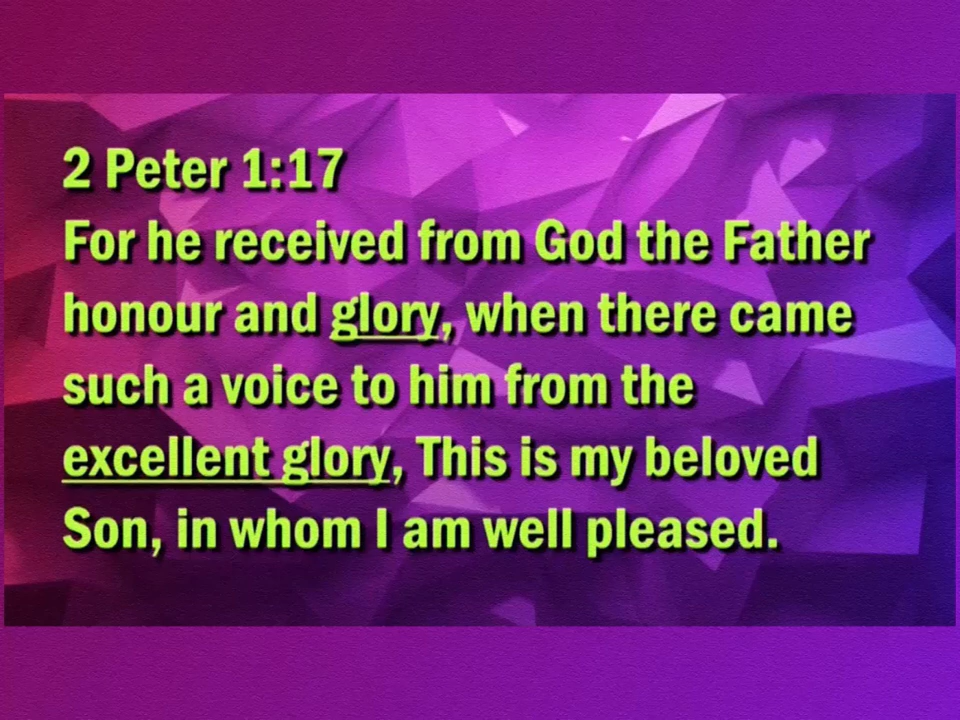 2 Peter 1:17
For he received from God the Father
honour and glory, when there came
such a voice to him from the
excellent glory, This is my beloved
Son, in whom I am well pleased.